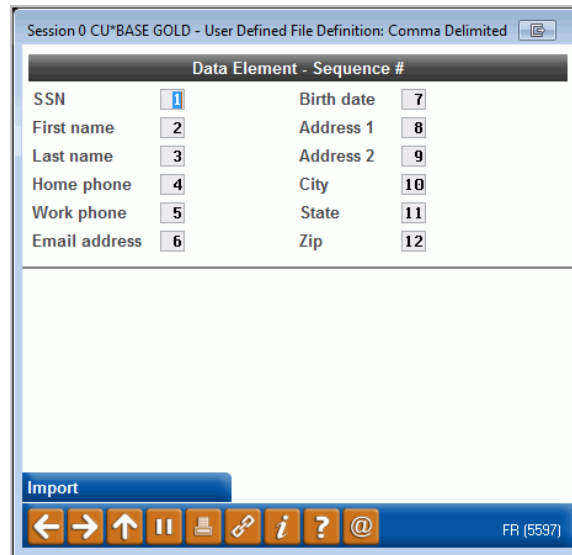 Session 0 CU*BASE GOLD - User Defined File Definition: Comma Delimited
Data Element - Sequence #
SSN 1 Birth date 7
First name 2 Address 1 8
Last name 3 Address 2 9
Home phone 4 City 10
Work phone 5 State 11
Email address 6 Zip 12
Import
i ? @ FR (5597)